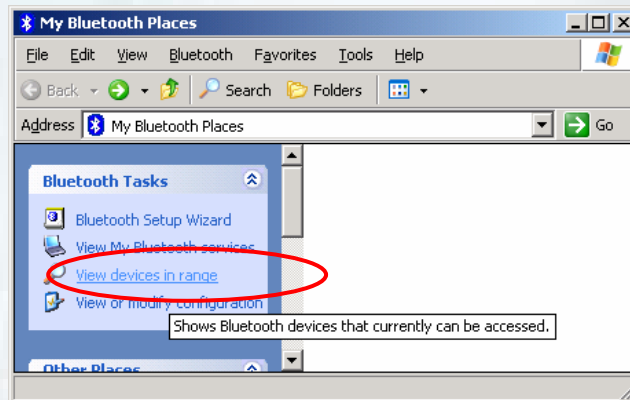 My Bluetooth Places
File Edit View Bluetooth Favorites Tools Help
Back Search Folders
Address My Bluetooth Places Go
Bluetooth Tasks
Bluetooth Setup Wizard
View My Bluetooth services
View devices in range
View or modify configuration
Shows Bluetooth devices that currently can be accessed.
Other Places